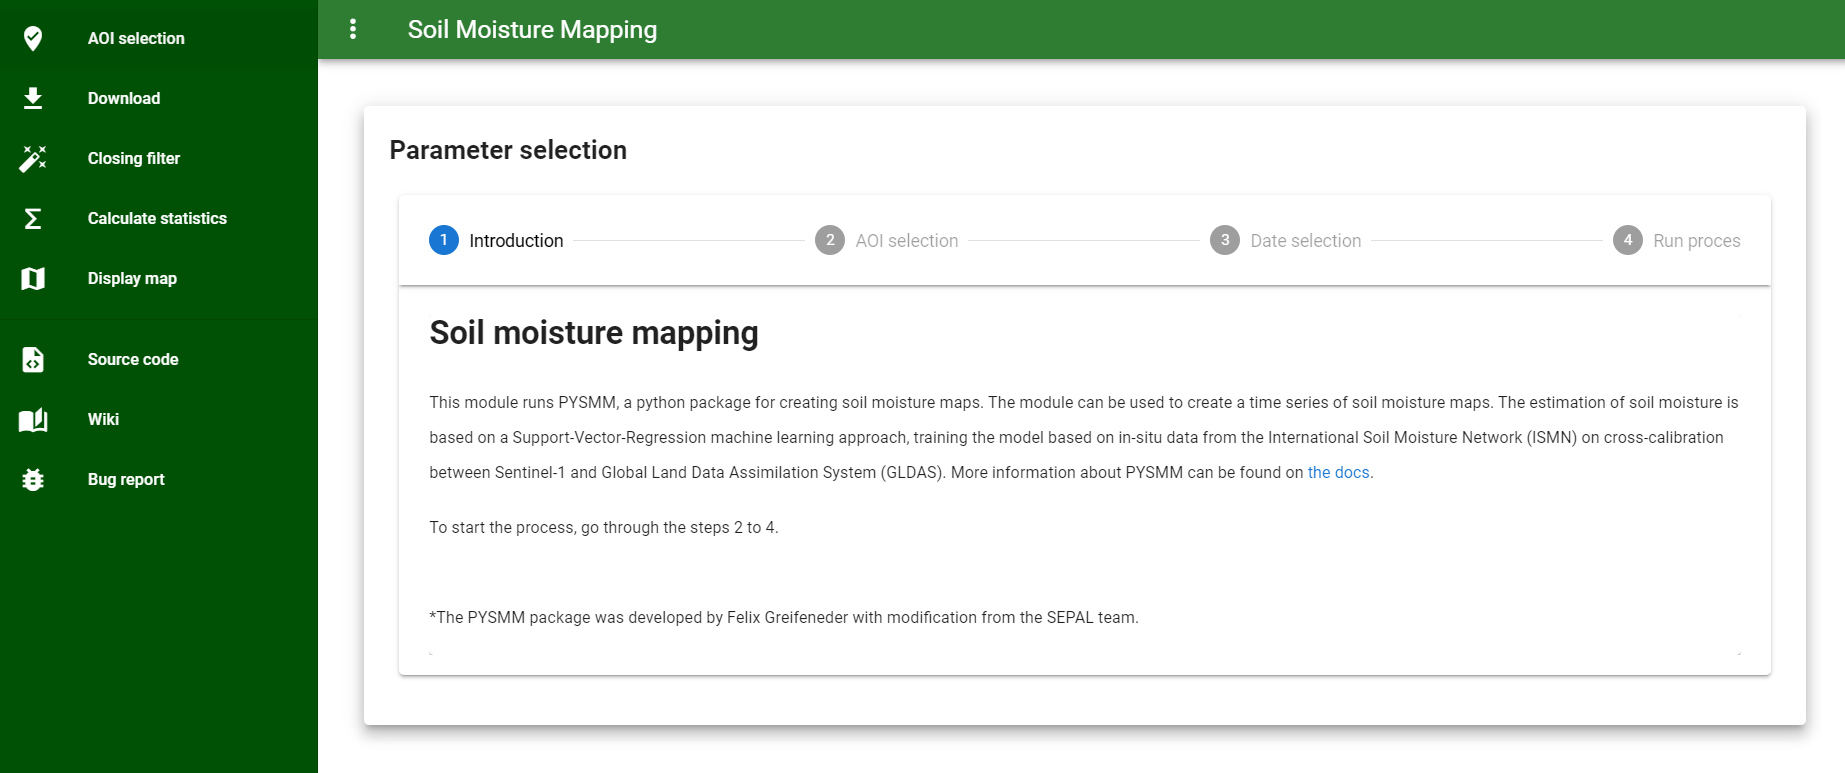 AOI selection
Download
Closing filter
Calculate statistics
Display map
Source code
Wiki
Bug report
Soil Moisture Mapping
Parameter selection
1 Introduction
2 AOI selection
3 Date selection
4 Run proces
Soil moisture mapping
This module runs PYSMM, a python package for creating soil moisture maps. The module can be used to create a time series of soil moisture maps. The estimation of soil moisture is
based on a Support-Vector-Regression machine learning approach, training the model based on in-situ data from the International Soil Moisture Network (ISMN) on cross-calibration
between Sentinel-1 and Global Land Data Assimilation System (GLDAS). More information about PYSMM can be found on the docs.
To start the process, go through the steps 2 to 4.
*The PYSMM package was developed by Felix Greifeneder with modification from the SEPAL team.